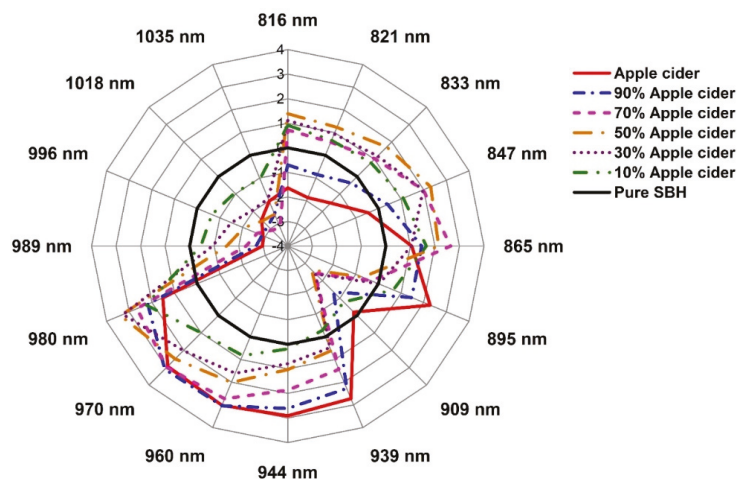 816 nm
821 nm
833 nm
847 nm
865 nm
895 nm
909 nm
939 nm
944 nm
960 nm
970 nm
980 nm
989 nm
996 nm
1018 nm
1035 nm
4
3
2
1
-3
-4
Apple cider
90% Apple cider
70% Apple cider
50% Apple cider
30% Apple cider
10% Apple cider
Pure SBH